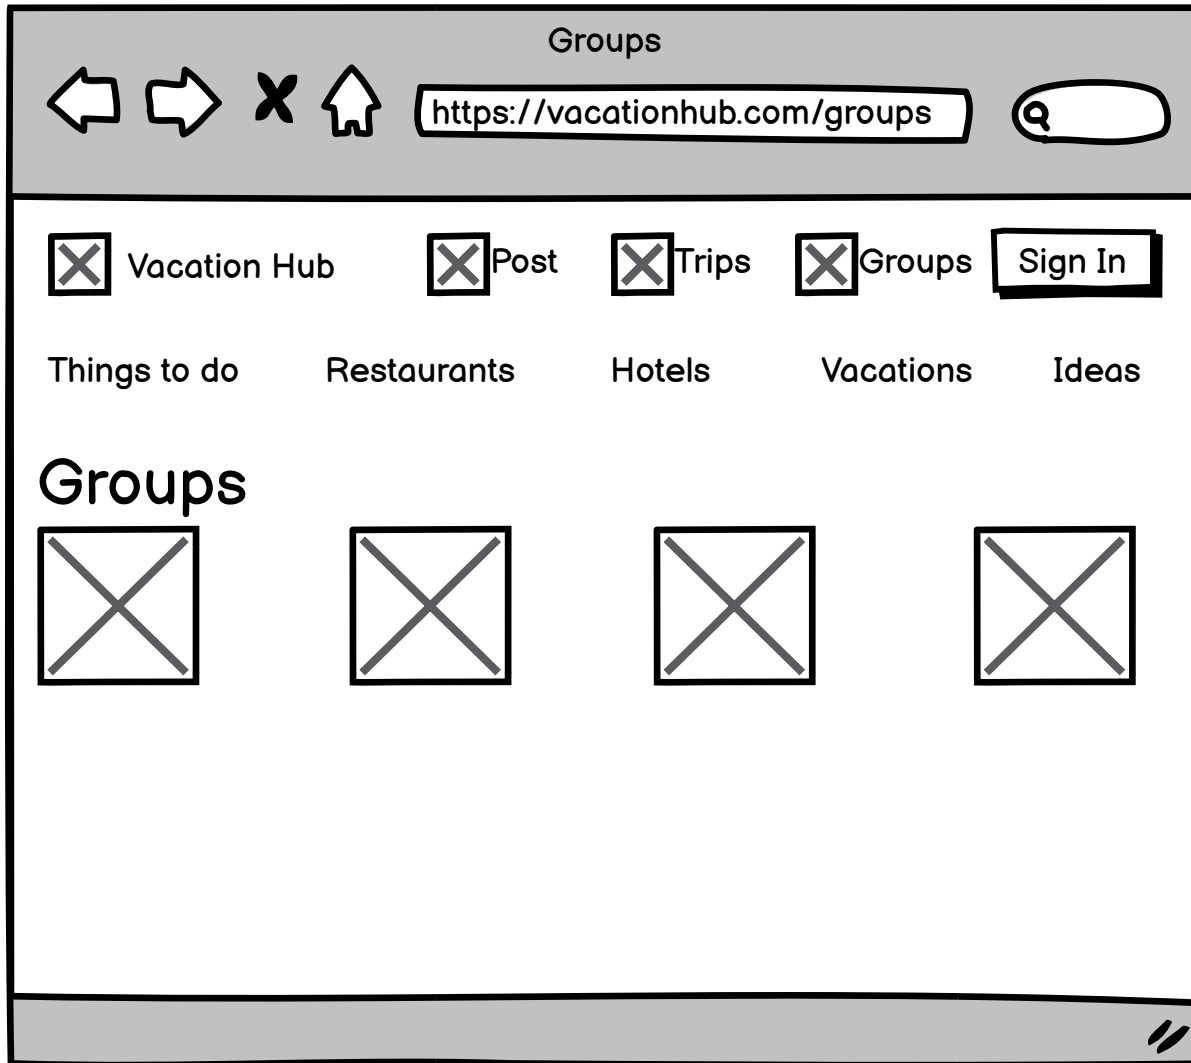 Groups
https://vacationhub.com/groups
Vacation Hub Post Trips Groups Sign In
Things to do Restaurants Hotels Vacations Ideas
Groups